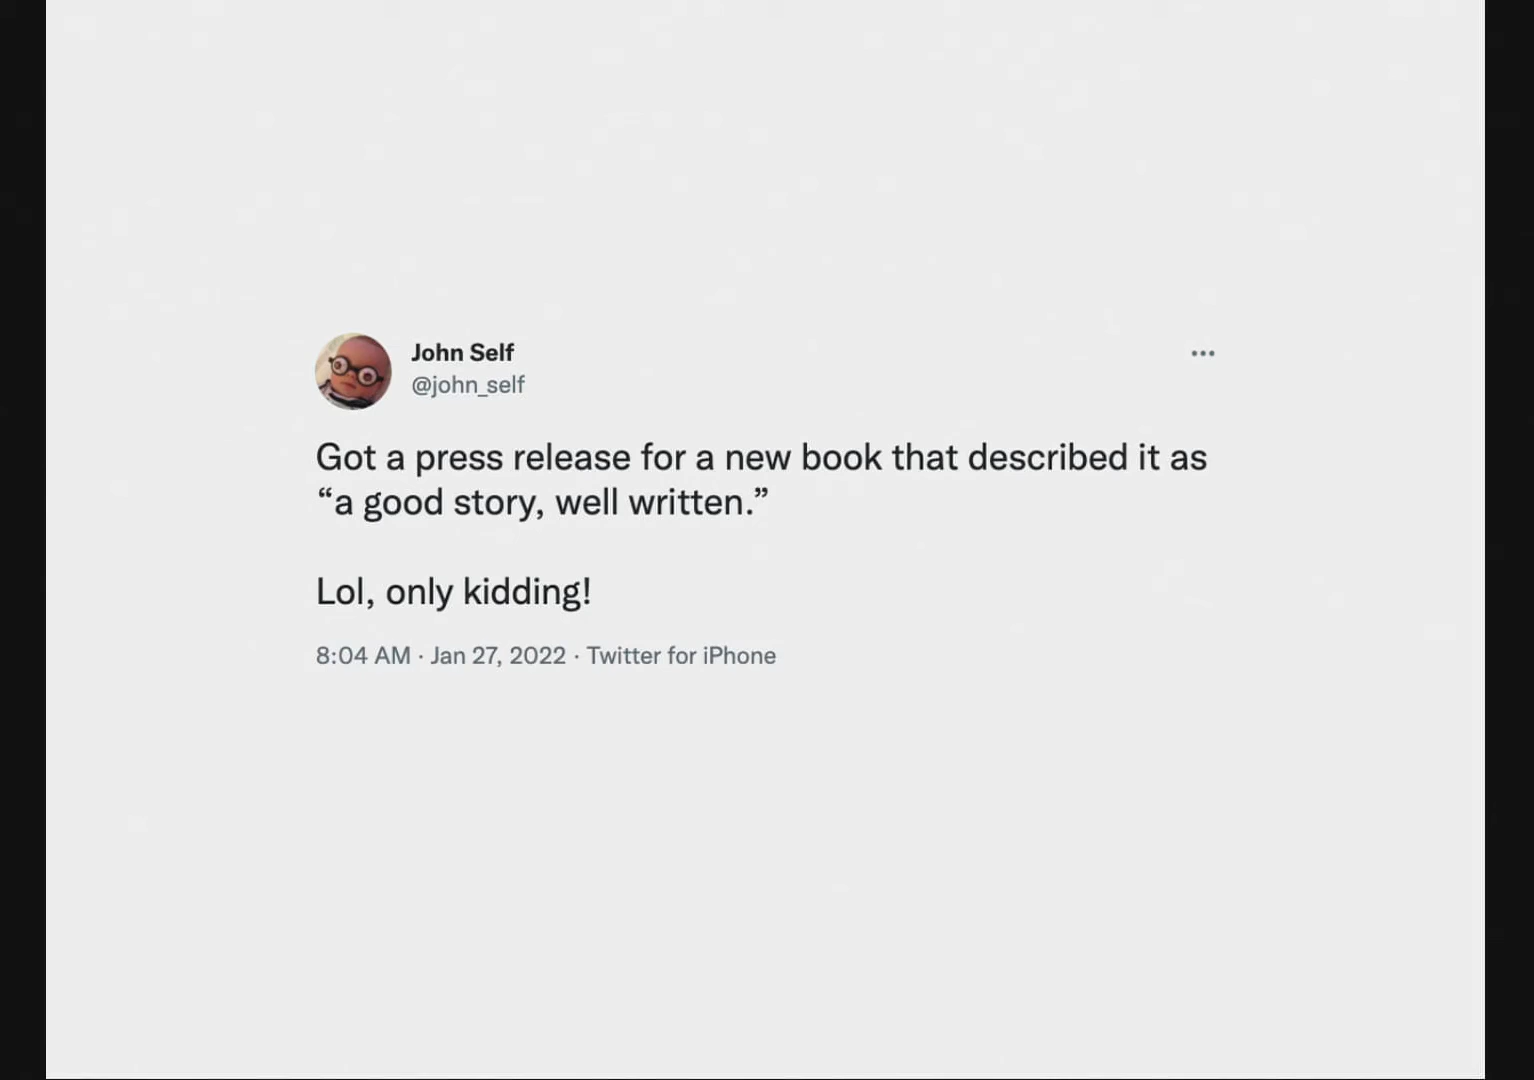 John Self
@john_self
Got a press release for a new book that described it as
“a good story, well written.”
Lol, only kidding!
8:04 AM · Jan 27, 2022 · Twitter for iPhone